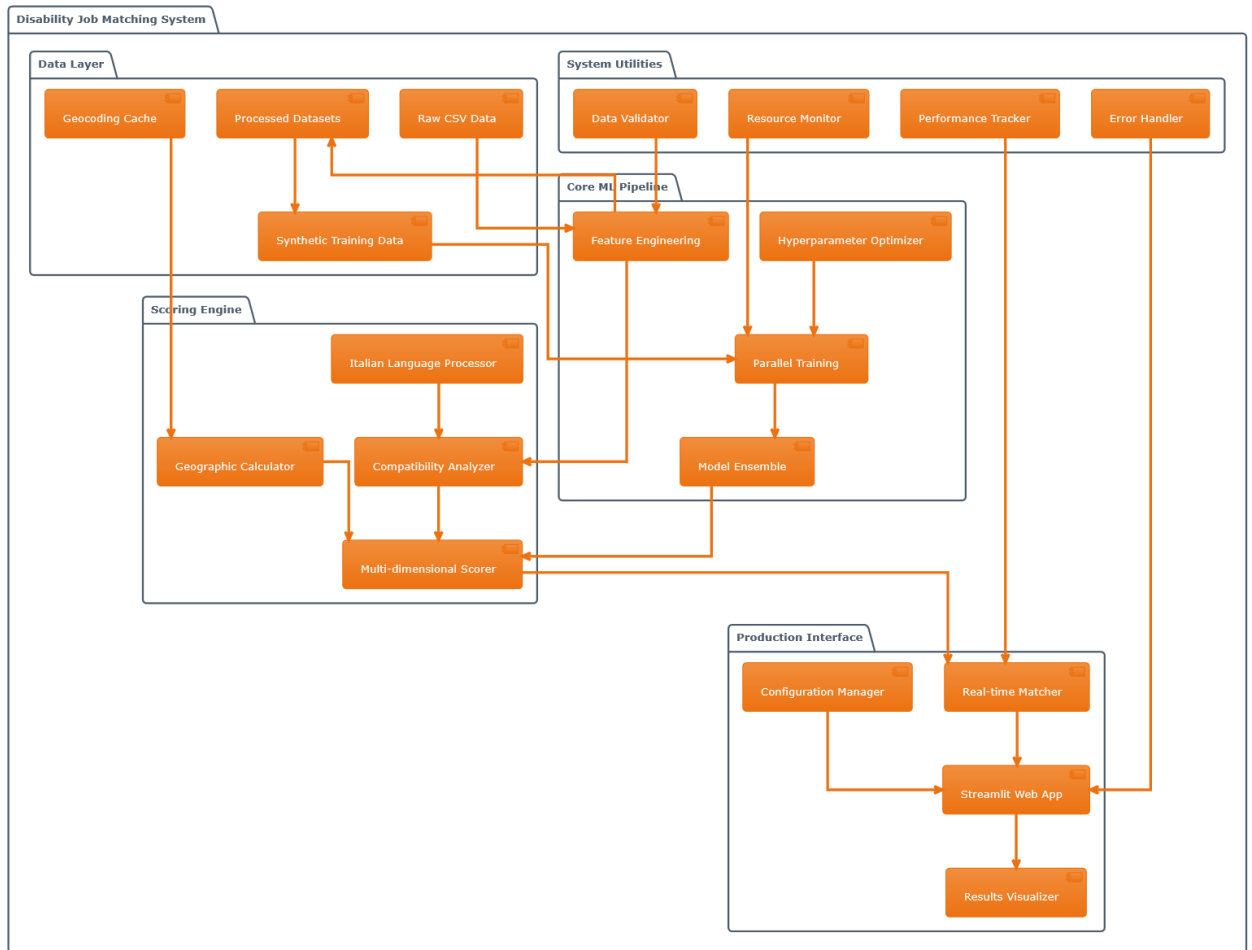 Disability Job Matching System
Data Layer
System Utilities
Geocoding Cache
Processed Datasets
Raw CSV Data
Data Validator
Resource Monitor
Performance Tracker
Error Handler
Core ML Pipeline
Synthetic Training Data
Feature Engineering
Hyperparameter Optimizer
Scoring Engine
Italian Language Processor
Parallel Training
Geographic Calculator
Compatibility Analyzer
Model Ensemble
Multi-dimensional Scorer
Production Interface
Configuration Manager
Real-time Matcher
Streamlit Web App
Results Visualizer